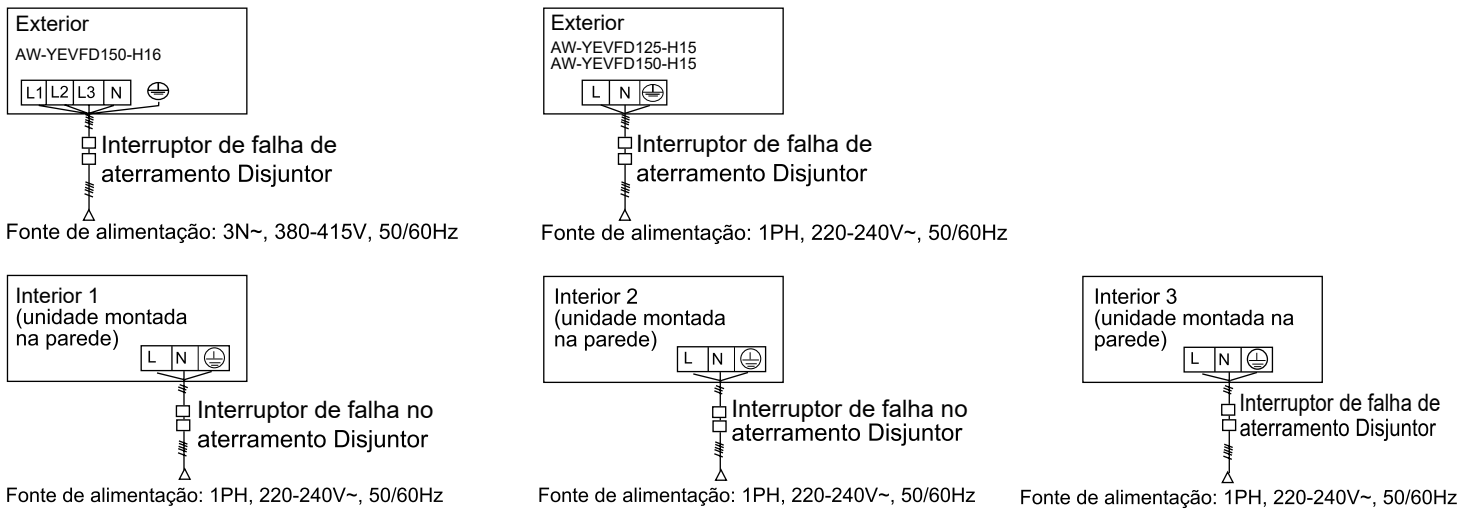 Exterior
AW-YEVFD150-H16
L1 L2 L3 N
Interruptor de falha de
aterramento Disjuntor
Fonte de alimentação: 3N~, 380-415V, 50/60Hz
Exterior
AW-YEVFD125-H15
AW-YEVFD150-H15
L N
Interruptor de falha de
aterramento Disjuntor
Fonte de alimentação: 1PH, 220-240V~, 50/60Hz
Interior 1
(unidade montada
na parede)
L N
Interruptor de falha no
aterramento Disjuntor
Fonte de alimentação: 1PH, 220-240V~, 50/60Hz
Interior 2
(unidade montada
na parede)
L N
Interruptor de falha no
aterramento Disjuntor
Fonte de alimentação: 1PH, 220-240V~, 50/60Hz
Interior 3
(unidade montada na
parede)
L N
Interruptor de falha de
aterramento Disjuntor
Fonte de alimentação: 1PH, 220-240V~, 50/60Hz